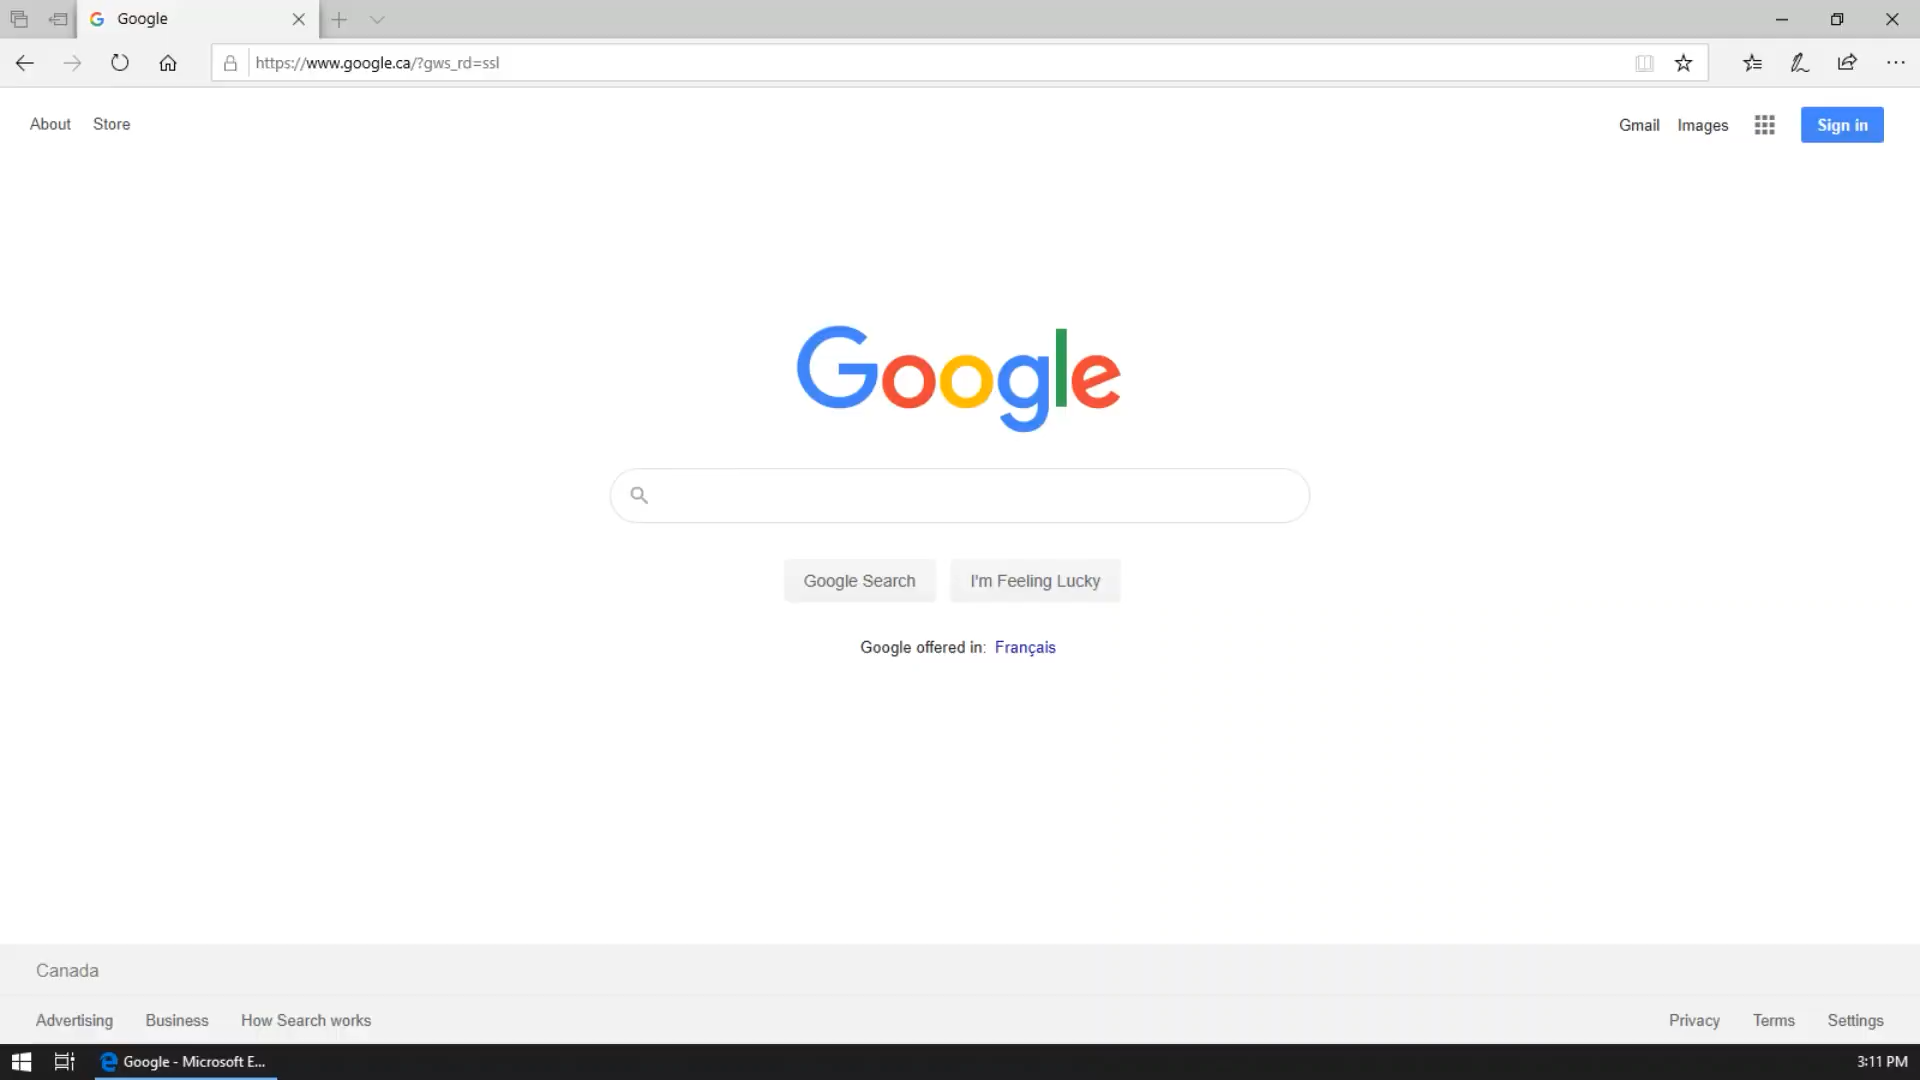 Google
https://www.google.ca/?gws_rd=ssl
About Store
Gmail Images Sign in
Google
Google Search I'm Feeling Lucky
Google offered in: Français
Canada
Advertising Business How Search works
Privacy Terms Settings
Google - Microsoft E...
3:11 PM